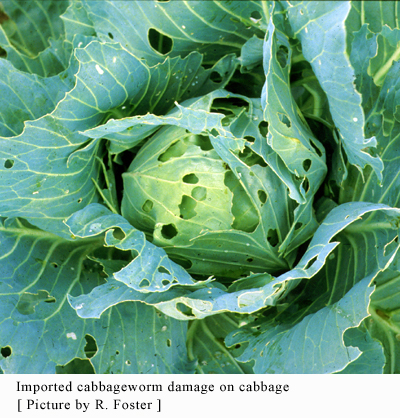 Imported cabbageworm damage on cabbage
[ Picture by R. Foster ]